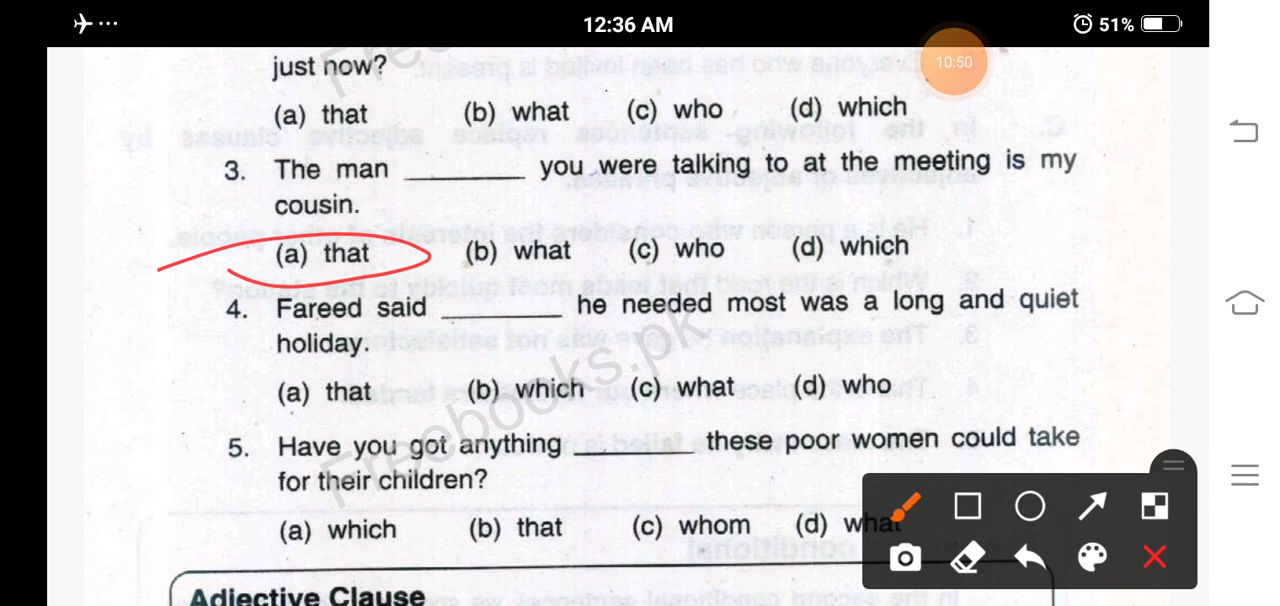 12:36 AM
51%
10:50
just now?
(a) that (b) what (c) who (d) which
3. The man ________ you were talking to at the meeting is my
cousin.
(a) that (b) what (c) who (d) which
4. Fareed said ________ he needed most was a long and quiet
holiday.
(a) that (b) which (c) what (d) who
5. Have you got anything ________ these poor women could take
for their children?
(a) which (b) that (c) whom (d) what
Adjective Clause
Freebooks.pk